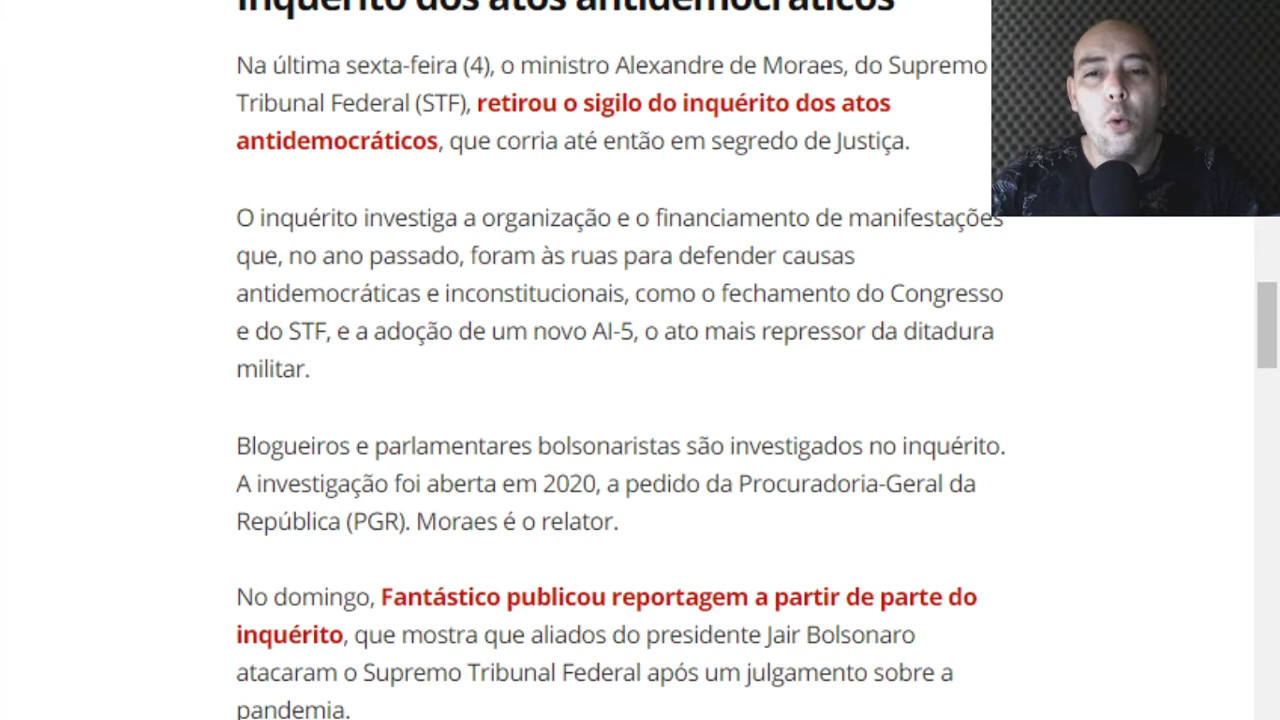 Inquérito dos atos antidemocráticos
Na última sexta-feira (4), o ministro Alexandre de Moraes, do Supremo
Tribunal Federal (STF), retirou o sigilo do inquérito dos atos
antidemocráticos, que corria até então em segredo de Justiça.
O inquérito investiga a organização e o financiamento de manifestações
que, no ano passado, foram às ruas para defender causas
antidemocráticas e inconstitucionais, como o fechamento do Congresso
e do STF, e a adoção de um novo AI-5, o ato mais repressor da ditadura
militar.
Blogueiros e parlamentares bolsonaristas são investigados no inquérito.
A investigação foi aberta em 2020, a pedido da Procuradoria-Geral da
República (PGR). Moraes é o relator.
No domingo, Fantástico publicou reportagem a partir de parte do
inquérito, que mostra que aliados do presidente Jair Bolsonaro
atacaram o Supremo Tribunal Federal após um julgamento sobre a
pandemia.